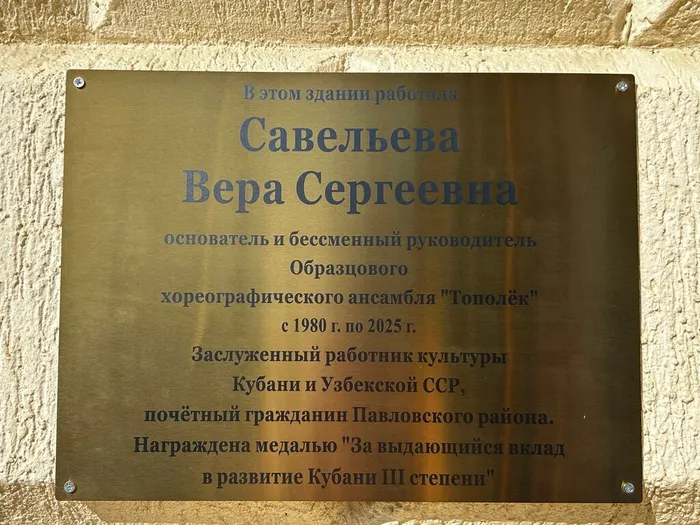 В этом здании работала
Савельева
Вера Сергеевна
основатель и бессменный руководитель
Образцового
хореографического ансамбля "Тополёк"
с 1980 г. по 2025 г.
Заслуженный работник культуры
Кубани и Узбекской ССР,
почётный гражданин Павловского района.
Награждена медалью "За выдающийся вклад
в развитие Кубани III степени"